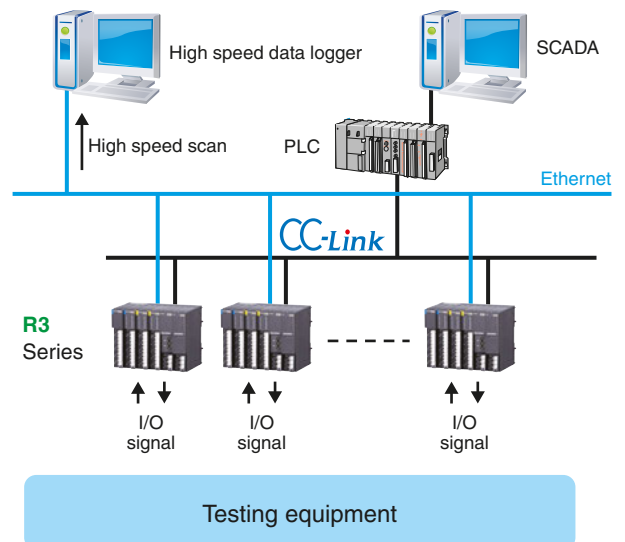 High speed data logger
SCADA
High speed scan
PLC
Ethernet
CC-Link
R3
Series
I/O
signal
I/O
signal
I/O
signal
Testing equipment